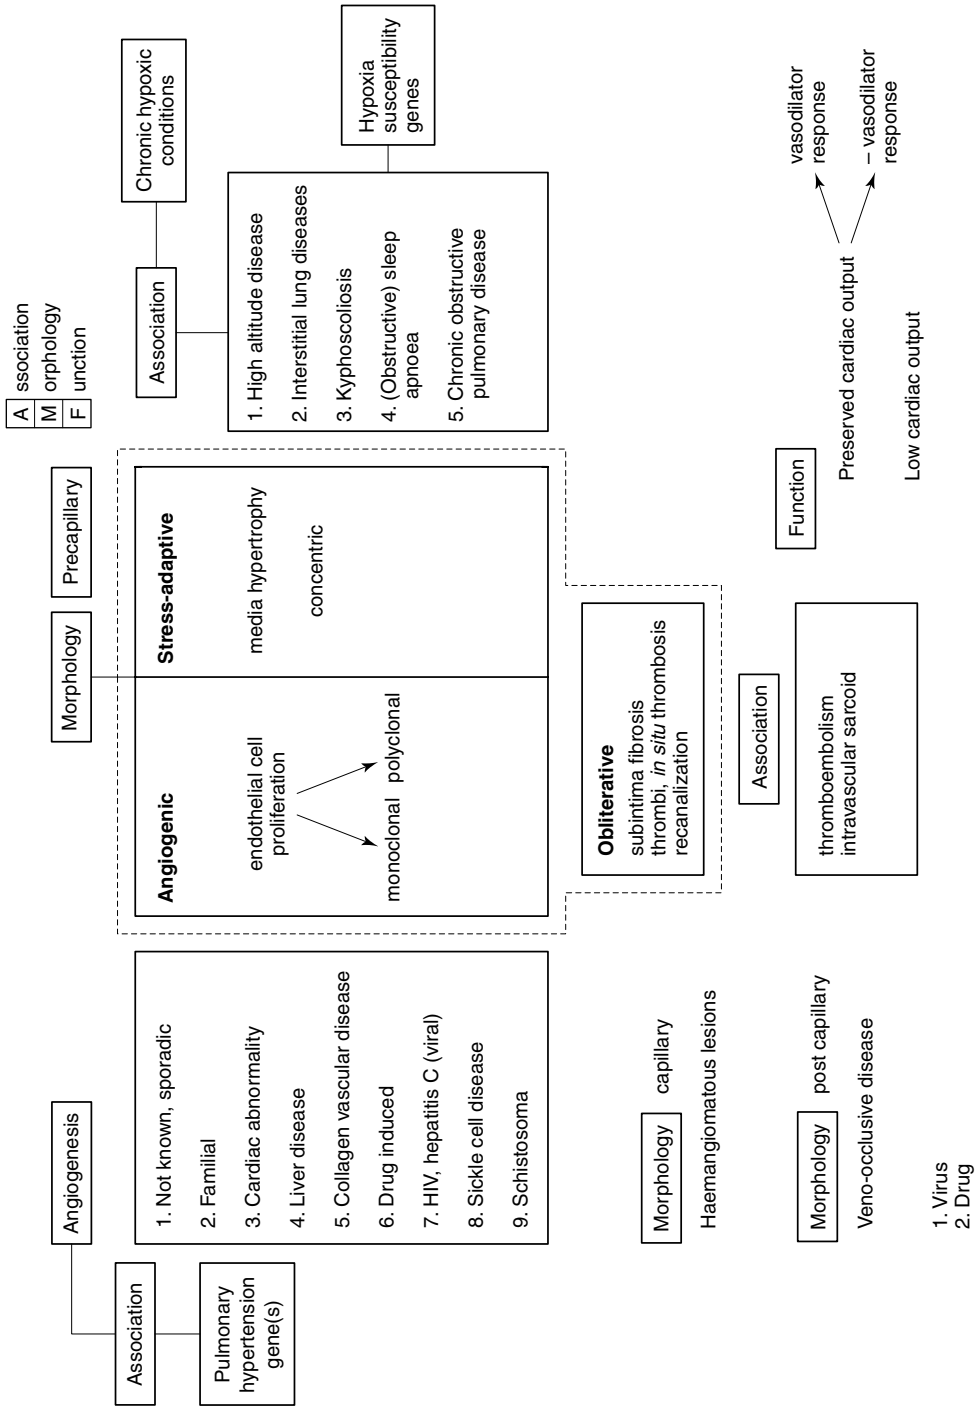 A ssociation
M orphology
F unction
Angiogenesis
Morphology
Precapillary
Association
Pulmonary
hypertension
gene(s)
1. Not known, sporadic
2. Familial
3. Cardiac abnormality
4. Liver disease
5. Collagen vascular disease
6. Drug induced
7. HIV, hepatitis C (viral)
8. Sickle cell disease
9. Schistosoma
Angiogenic
endothelial cell
proliferation
monoclonal polyclonal
Stress-adaptive
media hypertrophy
concentric
Association
Chronic hypoxic
conditions
1. High altitude disease
2. Interstitial lung diseases
3. Kyphoscoliosis
4. (Obstructive) sleep
apnoea
5. Chronic obstructive
pulmonary disease
Hypoxia
susceptibility
genes
Obliterative
subintima fibrosis
thrombi, in situ thrombosis
recanalization
Morphology capillary
Haemangiomatous lesions
Association
thromboembolism
intravascular sarcoid
Morphology post capillary
Veno-occlusive disease
1. Virus
2. Drug
Function
Preserved cardiac output
vasodilator
response
– vasodilator
response
Low cardiac output